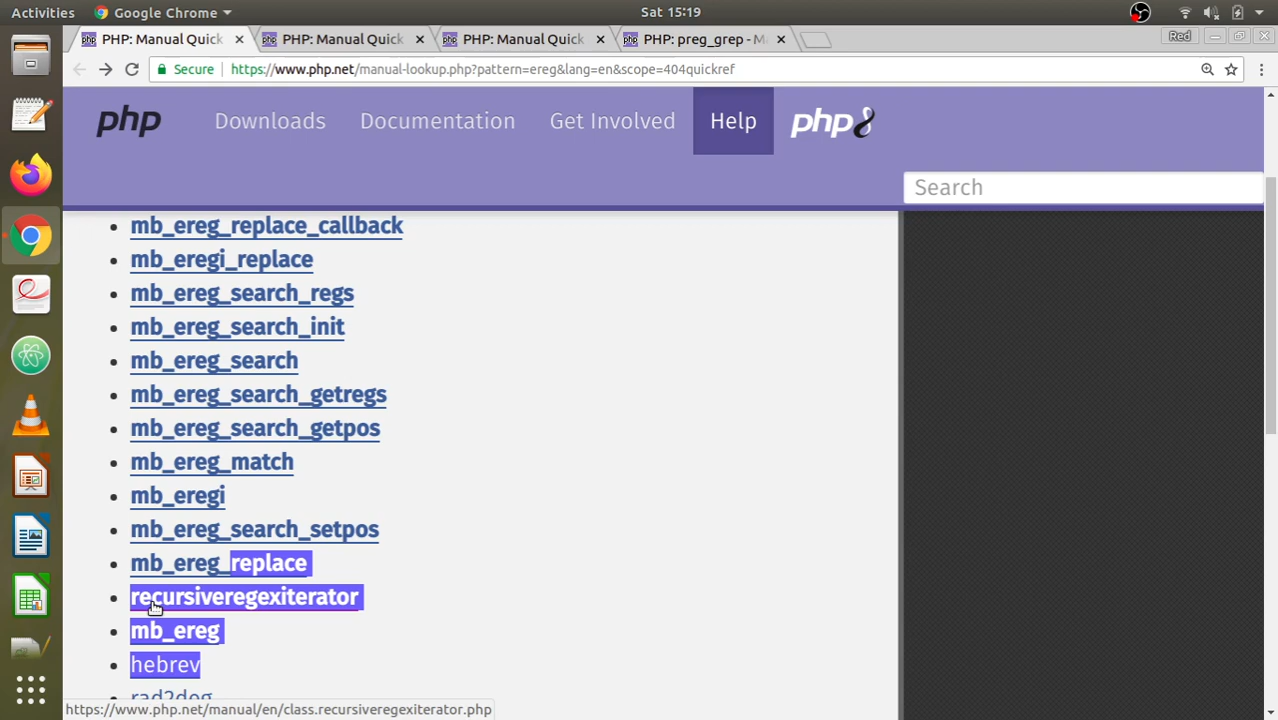 Activities Google Chrome Sat 15:19
PHP: Manual Quick PHP: Manual Quick PHP: Manual Quick PHP: preg_grep - M Red
Secure https://www.php.net/manual-lookup.php?pattern=ereg&lang=en&scope=404quickref
php Downloads Documentation Get Involved Help php8
Search
mb_ereg_replace_callback
mb_eregi_replace
mb_ereg_search_regs
mb_ereg_search_init
mb_ereg_search
mb_ereg_search_getregs
mb_ereg_search_getpos
mb_ereg_match
mb_eregi
mb_ereg_search_setpos
mb_ereg_replace
recursiveregexiterator
mb_ereg
hebrev
rad2deg
https://www.php.net/manual/en/class.recursiveregexiterator.php